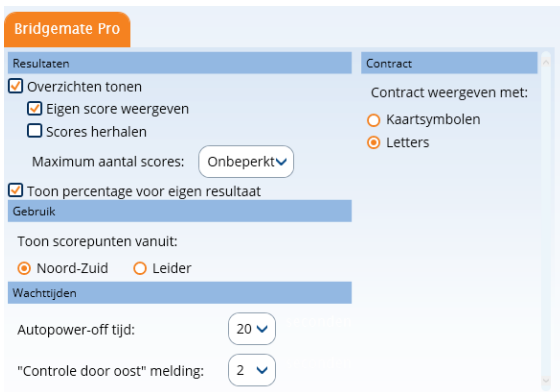 Bridgemate Pro
Resultaten
Overzichten tonen
Eigen score weergeven
Scores herhalen
Maximum aantal scores: Onbeperkt
Toon percentage voor eigen resultaat
Gebruik
Toon scorepunten vanuit:
Noord-Zuid Leider
Wachttijden
Autopower-off tijd: 20
"Controle door oost" melding: 2
Contract
Contract weergeven met:
Kaartsymbolen
Letters